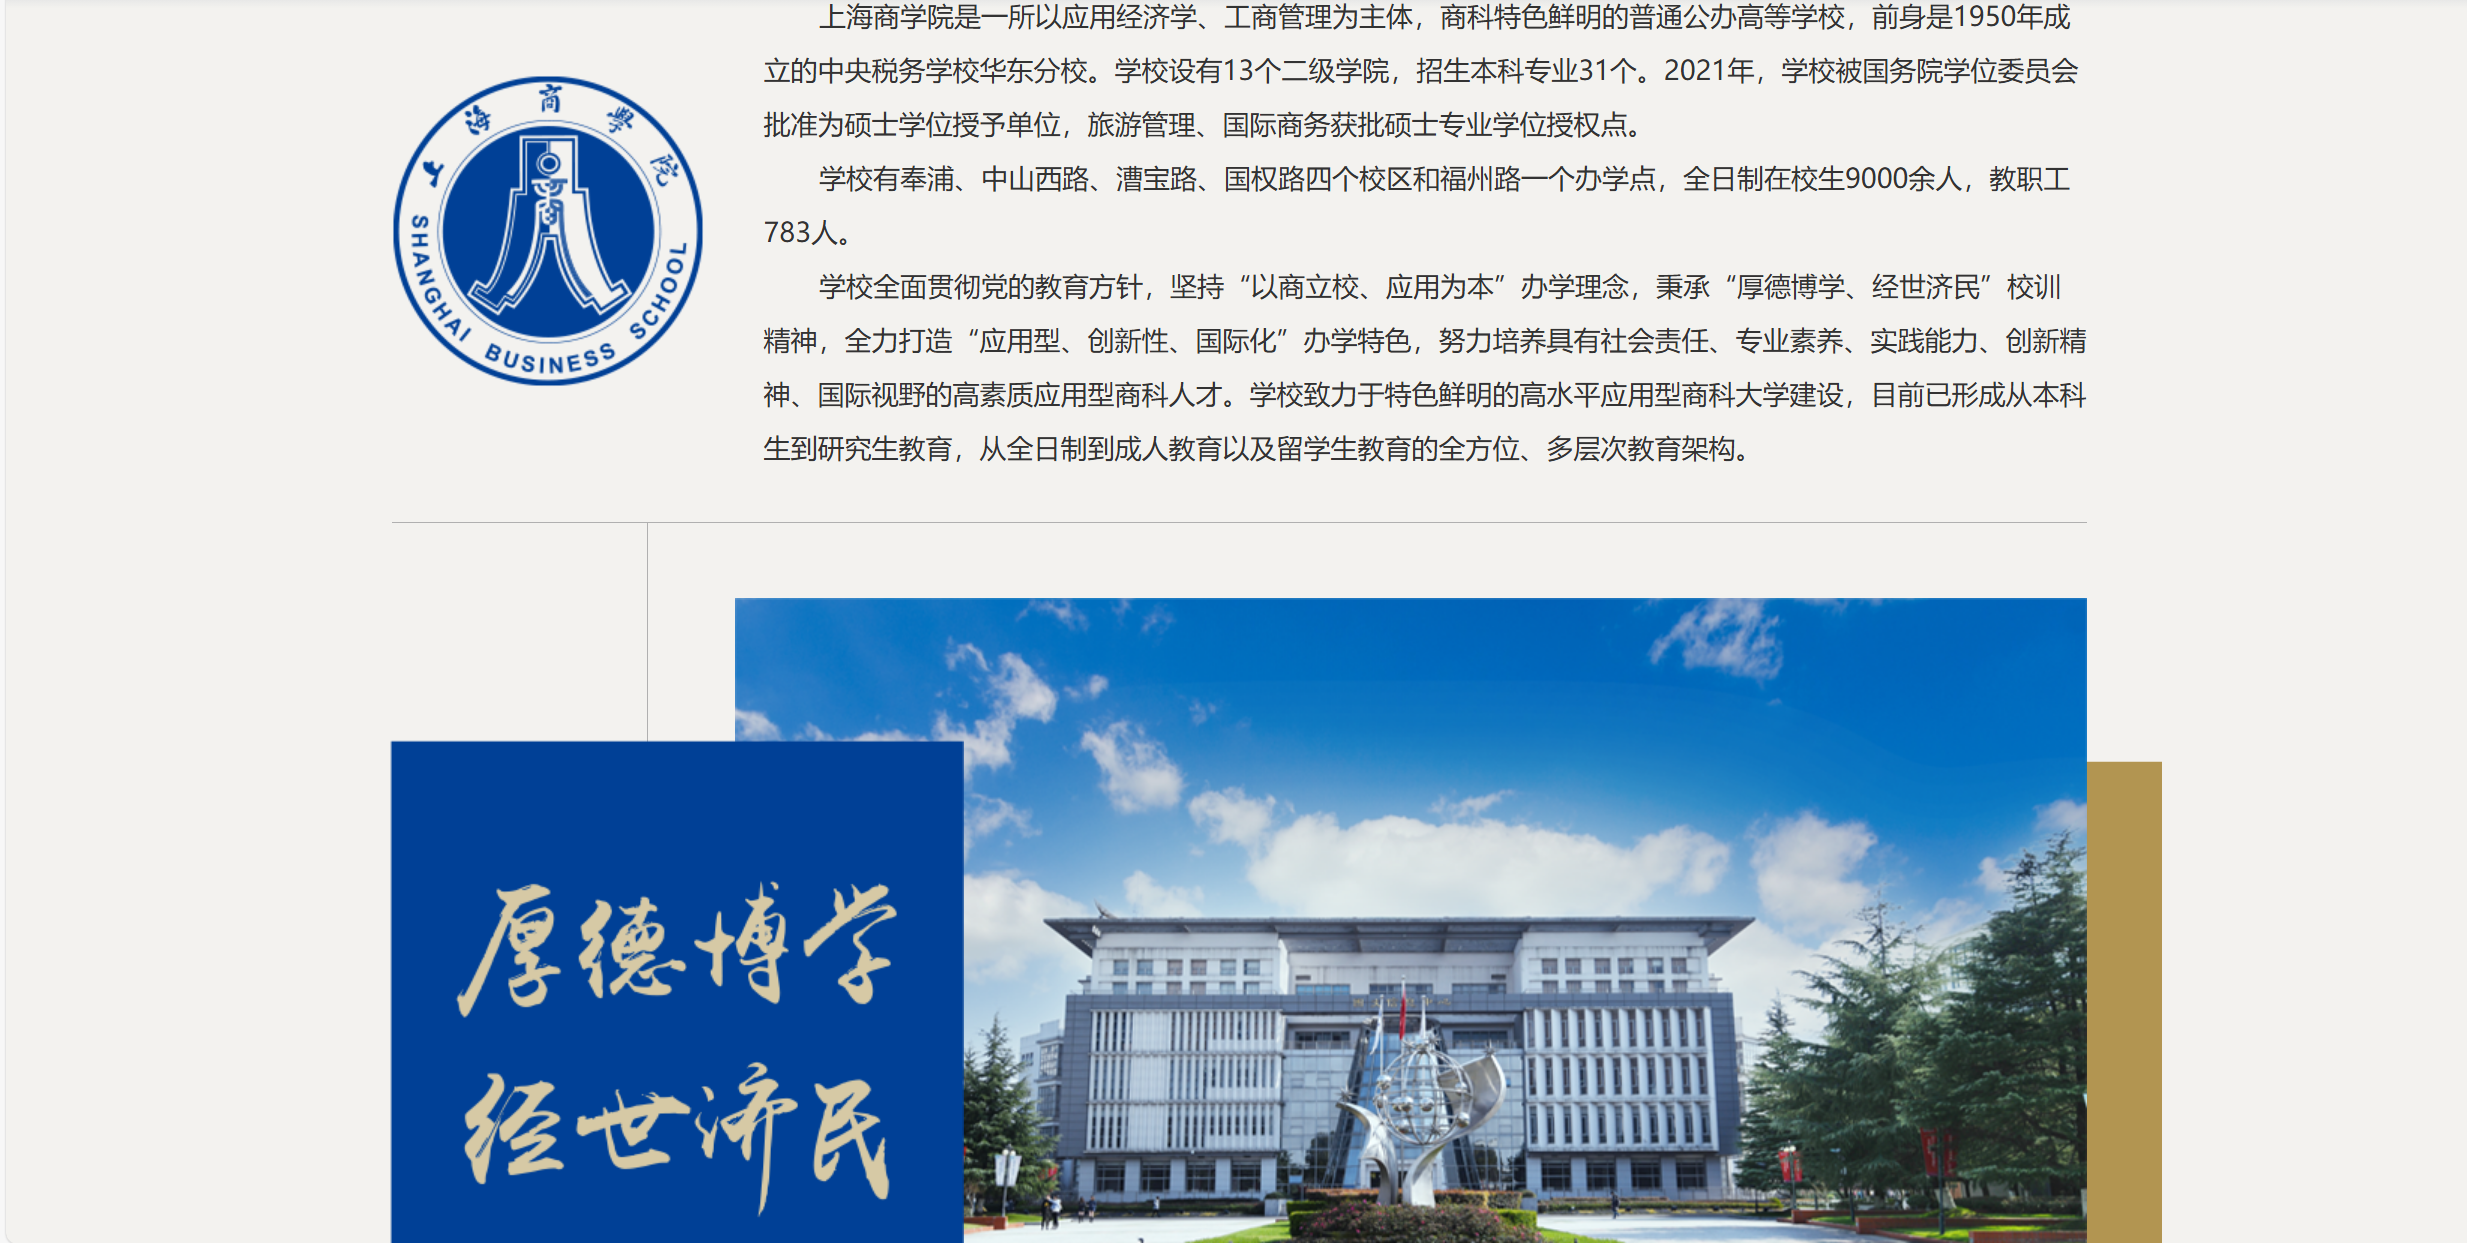 上海商学院是一所以应用经济学、工商管理为主体，商科特色鲜明的普通公办高等学校，前身是1950年成
立的中央税务学校华东分校。学校设有13个二级学院，招生本科专业31个。2021年，学校被国务院学位委员会
批准为硕士学位授予单位，旅游管理、国际商务获批硕士专业学位授权点。
学校有奉浦、中山西路、漕宝路、国权路四个校区和福州路一个办学点，全日制在校生9000余人，教职工
783人。
学校全面贯彻党的教育方针，坚持“以商立校、应用为本”办学理念，秉承“厚德博学、经世济民”校训
精神，全力打造“应用型、创新性、国际化”办学特色，努力培养具有社会责任、专业素养、实践能力、创新精
神、国际视野的高素质应用型商科人才。学校致力于特色鲜明的高水平应用型商科大学建设，目前已形成从本科
生到研究生教育，从全日制到成人教育以及留学生教育的全方位、多层次教育架构。
上海商學院
SHANGHAI BUSINESS SCHOOL
厚德博学
经世济民